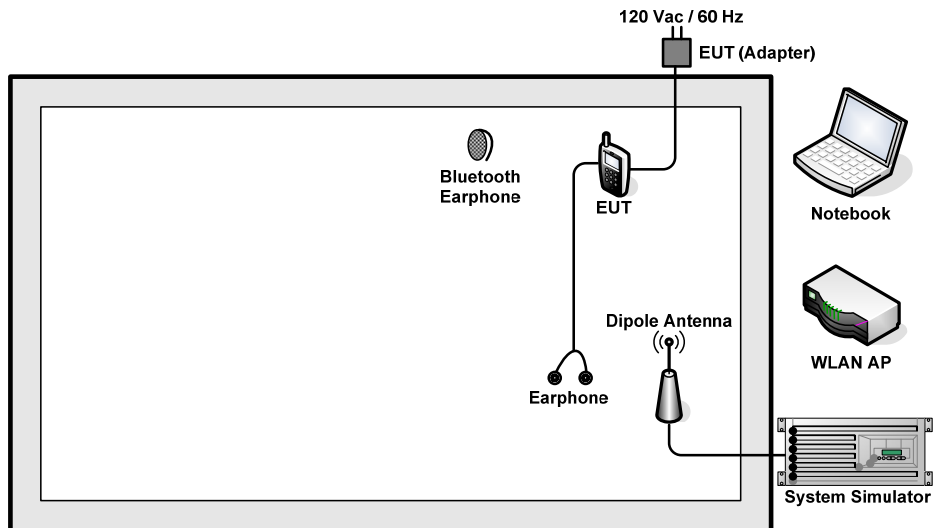 120 Vac / 60 Hz
EUT (Adapter)
Bluetooth
Earphone
EUT
Notebook
Dipole Antenna
WLAN AP
Earphone
System Simulator